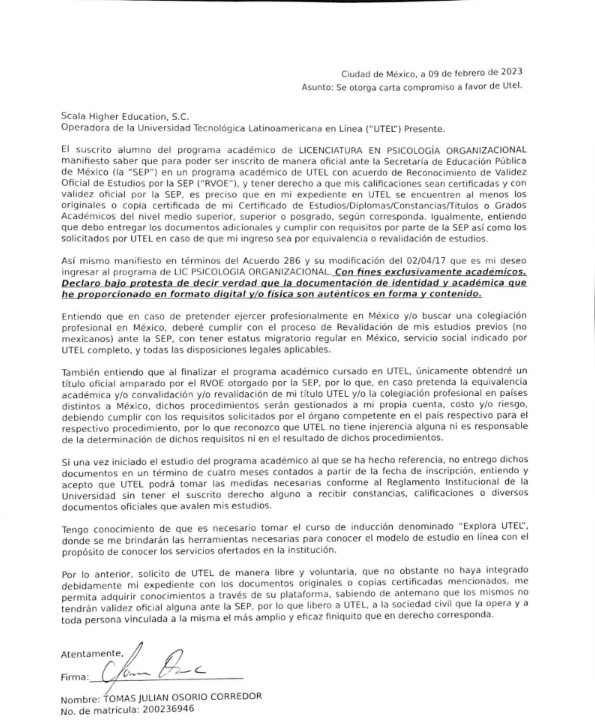 Ciudad de México, a 09 de febrero de 2023
Asunto: Se otorga carta compromiso a favor de Utel.
Scala Higher Education, S.C.
Operadora de la Universidad Tecnológica Latinoamericana en Línea ("UTEL") Presente.
El suscrito alumno del programa académico de LICENCIATURA EN PSICOLOGÍA ORGANIZACIONAL
manifiesto saber que para poder ser inscrito de manera oficial ante la Secretaría de Educación Pública
de México (la "SEP") en un programa académico de UTEL con acuerdo de Reconocimiento de Validez
Oficial de Estudios por la SEP ("RVOE"), y tener derecho a que mis calificaciones sean certificadas y con
validez oficial por la SEP, es preciso que en mi expediente en UTEL se encuentren al menos los
originales o copia certificada de mi Certificado de Estudios/Diplomas/Constancias/Títulos o Grados
Académicos del nivel medio superior, superior o posgrado, según corresponda. Igualmente, entiendo
que debo entregar los documentos adicionales y cumplir con requisitos por parte de la SEP así como los
solicitados por UTEL en caso de que mi ingreso sea por equivalencia o revalidación de estudios.
Así mismo manifiesto en términos del Acuerdo 286 y su modificación del 02/04/17 que es mi deseo
ingresar al programa de LIC PSICOLOGIA ORGANIZACIONAL. Con fines exclusivamente académicos.
Declaro bajo protesta de decir verdad que la documentación de identidad y académica que
he proporcionado en formato digital y/o física son auténticos en forma y contenido.
Entiendo que en caso de pretender ejercer profesionalmente en México y/o buscar una colegiación
profesional en México, deberé cumplir con el proceso de Revalidación de mis estudios previos (no
mexicanos) ante la SEP, con tener estatus migratorio regular en México, servicio social indicado por
UTEL completo, y todas las disposiciones legales aplicables.
También entiendo que al finalizar el programa académico cursado en UTEL, únicamente obtendré un
título oficial amparado por el RVOE otorgado por la SEP, por lo que, en caso pretenda la equivalencia
académica y/o convalidación y/o revalidación de mi título UTEL y/o la colegiación profesional en países
distintos a México, dichos procedimientos serán gestionados a mi propia cuenta, costo y/o riesgo,
debiendo cumplir con los requisitos solicitados por el órgano competente en el país respectivo para el
respectivo procedimiento, por lo que reconozco que UTEL no tiene injerencia alguna ni es responsable
de la determinación de dichos requisitos ni en el resultado de dichos procedimientos.
Si una vez iniciado el estudio del programa académico al que se ha hecho referencia, no entrego dichos
documentos en un término de cuatro meses contados a partir de la fecha de inscripción, entiendo y
acepto que UTEL podrá tomar las medidas necesarias conforme al Reglamento Institucional de la
Universidad sin tener el suscrito derecho alguno a recibir constancias, calificaciones o diversos
documentos oficiales que avalen mis estudios.
Tengo conocimiento de que es necesario tomar el curso de inducción denominado "Explora UTEL",
donde se me brindarán las herramientas necesarias para conocer el modelo de estudio en línea con el
propósito de conocer los servicios ofertados en la institución.
Por lo anterior, solicito de UTEL de manera libre y voluntaria, que no obstante no haya integrado
debidamente mi expediente con los documentos originales o copias certificadas mencionados, me
permita adquirir conocimientos a través de su plataforma, sabiendo de antemano que los mismos no
tendrán validez oficial alguna ante la SEP, por lo que libero a UTEL, a la sociedad civil que la opera y a
toda persona vinculada a la misma el más amplio y eficaz finiquito que en derecho corresponda.
Atentamente,
Firma:
Nombre: TOMAS JULIAN OSORIO CORREDOR
No. de matrícula: 200236946